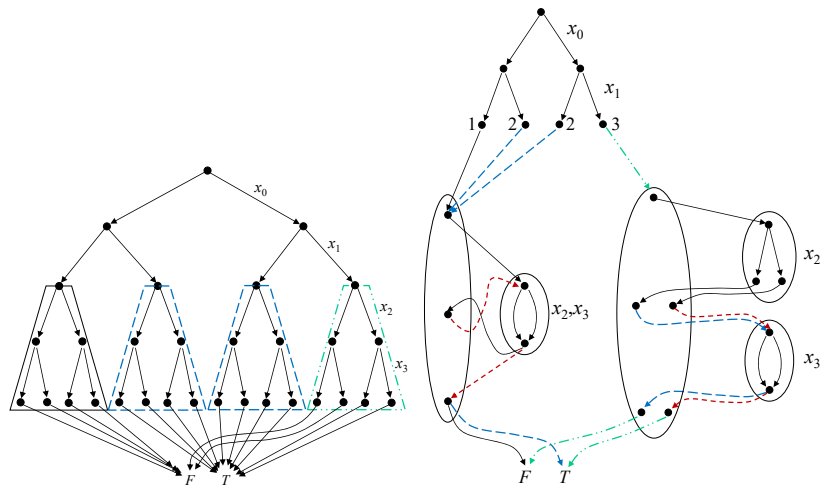 x₀
x₁
x₂
x₃
F T
x₀
x₁
1 2 2 3
x₂
x₂,x₃
x₃
F T